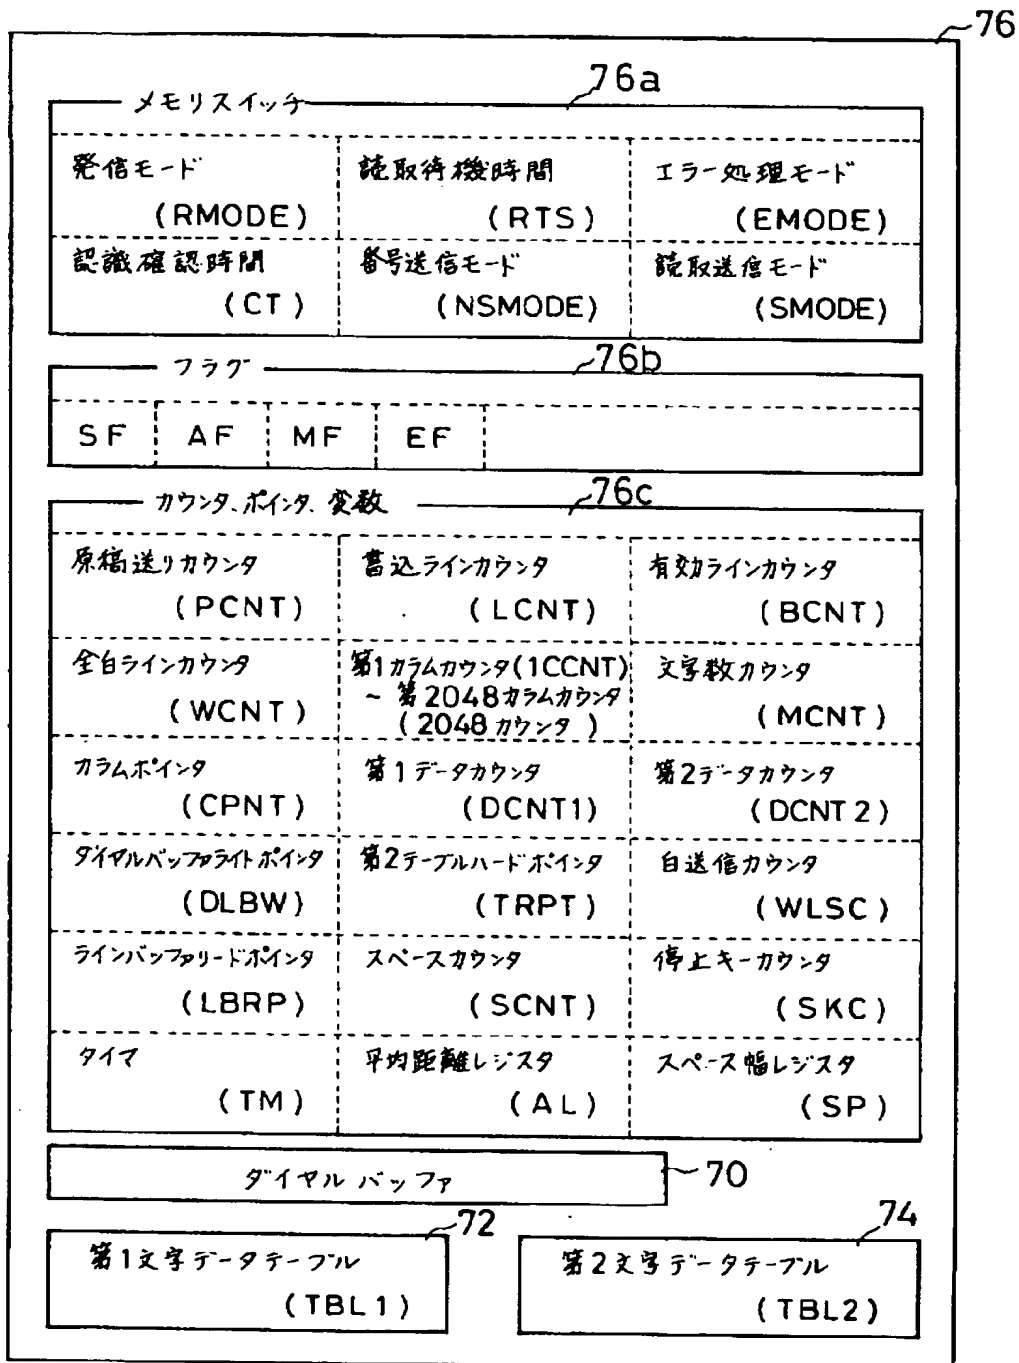 76
76a
メモリスイッチ
発信モード
(RMODE)
読取待機時間
(RTS)
エラー処理モード
(EMODE)
認識確認時間
(CT)
番号送信モード
(NSMODE)
読取送信モード
(SMODE)
フラグ
76b
SF
AF
MF
EF
カウンタ、ポインタ、変数
76c
原稿送りカウンタ
(PCNT)
書込ラインカウンタ
(LCNT)
有効ラインカウンタ
(BCNT)
全白ラインカウンタ
(WCNT)
第1カラムカウンタ(1CCNT)
~ 第2048カラムカウンタ
(2048カウンタ)
文字数カウンタ
(MCNT)
カラムポインタ
(CPNT)
第1データカウンタ
(DCNT1)
第2データカウンタ
(DCNT2)
ダイヤルバッファライトポインタ
(DLBW)
第2テーブルハードポインタ
(TRPT)
白送信カウンタ
(WLSC)
ラインバッファリードポインタ
(LBRP)
スペースカウンタ
(SCNT)
停止キーカウンタ
(SKC)
タイマ
(TM)
平均距離レジスタ
(AL)
スペース幅レジスタ
(SP)
ダイヤルバッファ
70
72
第1文字データテーブル
(TBL1)
74
第2文字データテーブル
(TBL2)